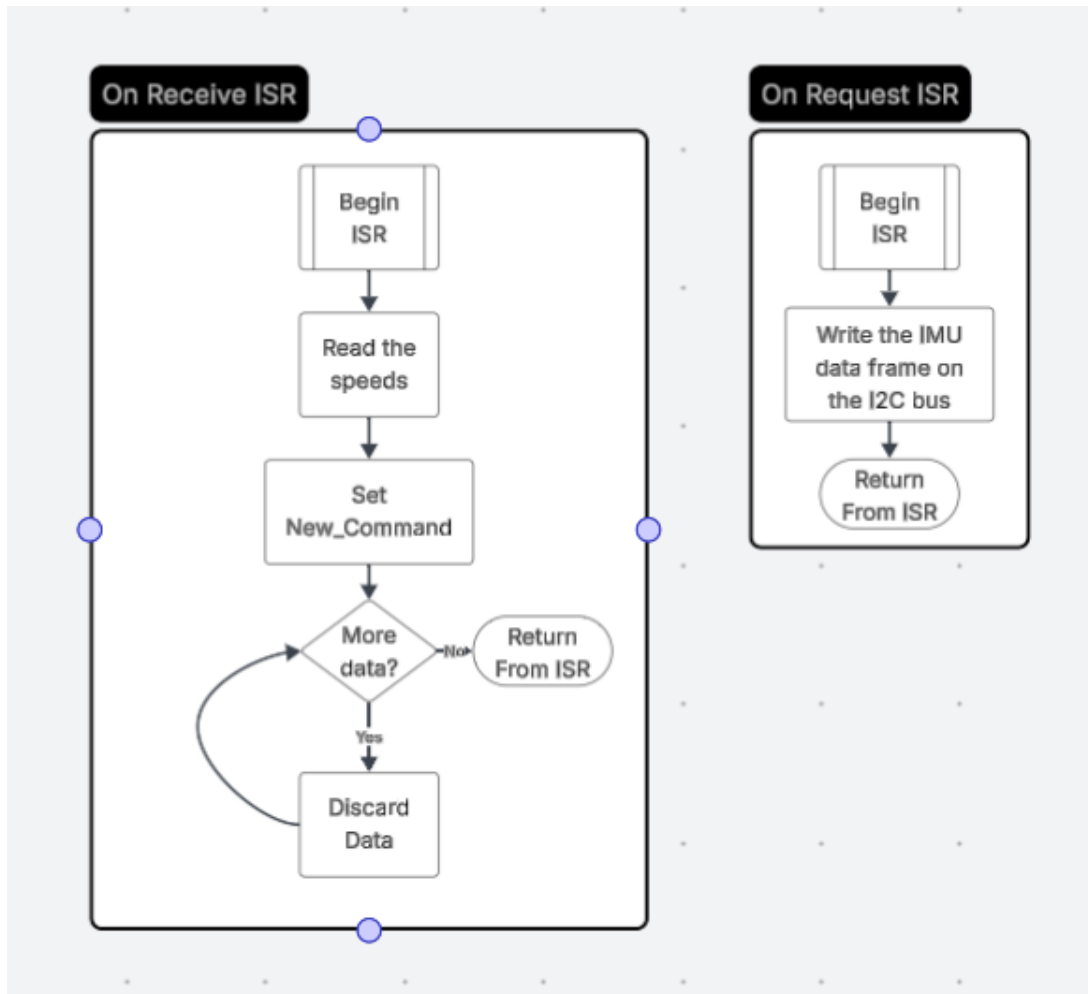 On Receive ISR
Begin
ISR
Read the
speeds
Set
New_Command
More
data?
No
Return
From ISR
Yes
Discard
Data
On Request ISR
Begin
ISR
Write the IMU
data frame on
the I2C bus
Return
From ISR